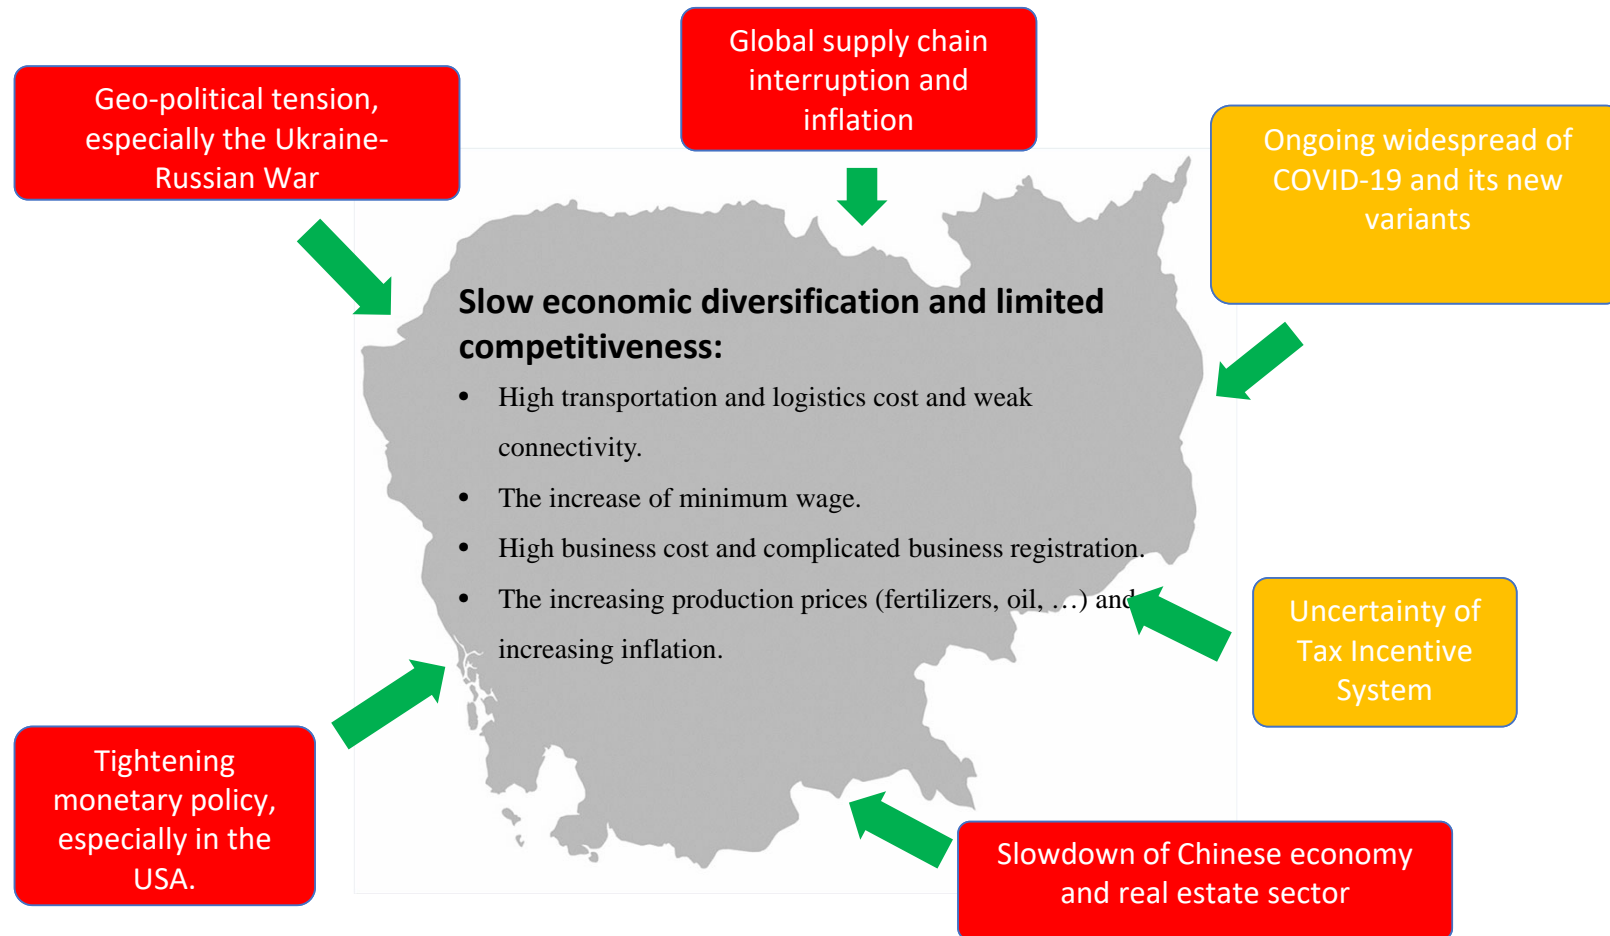 Global supply chain
interruption and
inflation
Geo-political tension,
especially the Ukraine-
Russian War
Ongoing widespread of
COVID-19 and its new
variants
Slow economic diversification and limited
competitiveness:
• High transportation and logistics cost and weak
connectivity.
• The increase of minimum wage.
• High business cost and complicated business registration.
• The increasing production prices (fertilizers, oil, …) and
increasing inflation.
Uncertainty of
Tax Incentive
System
Tightening
monetary policy,
especially in the
USA.
Slowdown of Chinese economy
and real estate sector